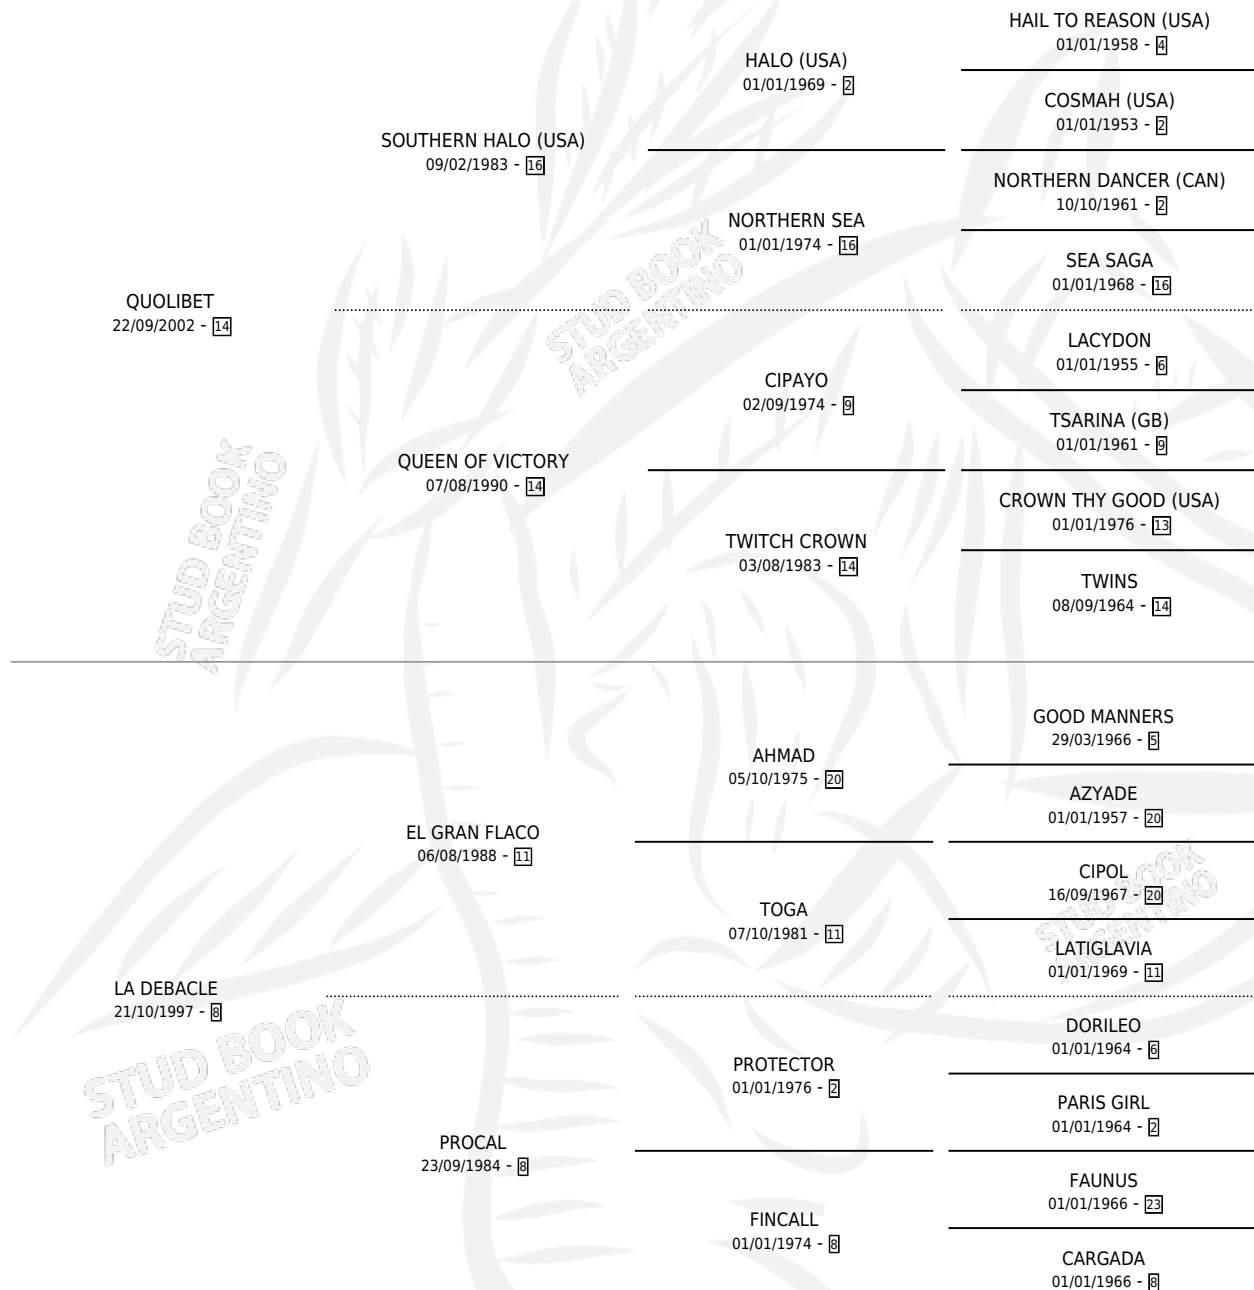 HAIL TO REASON (USA)
01/01/1958 - 4
HALO (USA)
01/01/1969 - 2
COSMAH (USA)
01/01/1953 - 2
SOUTHERN HALO (USA)
09/02/1983 - 16
NORTHERN DANCER (CAN)
10/10/1961 - 2
NORTHERN SEA
01/01/1974 - 16
SEA SAGA
01/01/1968 - 16
QUOLIBET
22/09/2002 - 14
STUD BOOK
ARGENTINO
LACYDON
01/01/1955 - 6
CIPAYO
02/09/1974 - 9
TSARINA (GB)
01/01/1961 - 9
QUEEN OF VICTORY
07/08/1990 - 14
CROWN THY GOOD (USA)
01/01/1976 - 13
TWITCH CROWN
03/08/1983 - 14
TWINS
08/09/1964 - 14
STUD BOOK
ARGENTINO
GOOD MANNERS
29/03/1966 - 5
AHMAD
05/10/1975 - 20
AZYADE
01/01/1957 - 20
EL GRAN FLACO
06/08/1988 - 11
CIPOL
16/09/1967 - 20
TOGA
07/10/1981 - 11
LATIGLAVIA
01/01/1969 - 11
STUD BOOK
ARGENTINO
LA DEBACLE
21/10/1997 - 8
DORILEO
01/01/1964 - 6
PROTECTOR
01/01/1976 - 2
PARIS GIRL
01/01/1964 - 2
STUD BOOK
ARGENTINO
PROCAL
23/09/1984 - 8
FAUNUS
01/01/1966 - 23
FINCALL
01/01/1974 - 8
CARGADA
01/01/1966 - 8